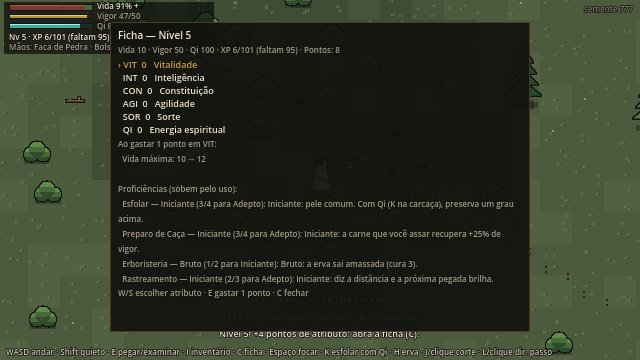 Vida 91% +
Vigor 47/50
Qi
semente 777
Nv 5 · XP 6/101 (faltam 95)
Mãos: Faca de Pedra · Bols
Ficha — Nível 5
Vida 10 · Vigor 50 · Qi 100 · XP 6/101 (faltam 95) · Pontos: 8
› VIT 0 Vitalidade
INT 0 Inteligência
CON 0 Constituição
AGI 0 Agilidade
SOR 0 Sorte
QI 0 Energia espiritual
Ao gastar 1 ponto em VIT:
Vida máxima: 10 → 12
Proficiências (sobem pelo uso):
Esfolar — Iniciante (3/4 para Adepto): Iniciante: pele comum. Com Qi (K na carcaça), preserva um grau
acima.
Preparo de Caça — Iniciante (3/4 para Adepto): Iniciante: a carne que você assar recupera +25% de
vigor.
Erboristeria — Bruto (1/2 para Iniciante): Bruto: a erva sai amassada (cura 3).
Rastreamento — Iniciante (2/3 para Adepto): Iniciante: diz a distância e a próxima pegada brilha.
W/S escolher atributo · E gastar 1 ponto · C fechar
Nível 5! +4 pontos de atributo: abra a ficha (C).
WASD andar · Shift quieto · E pegar/examinar · I inventário · C ficha · Espaço focar · K esfolar com Qi · H erva · J/clique corte · L/clique dir. passo